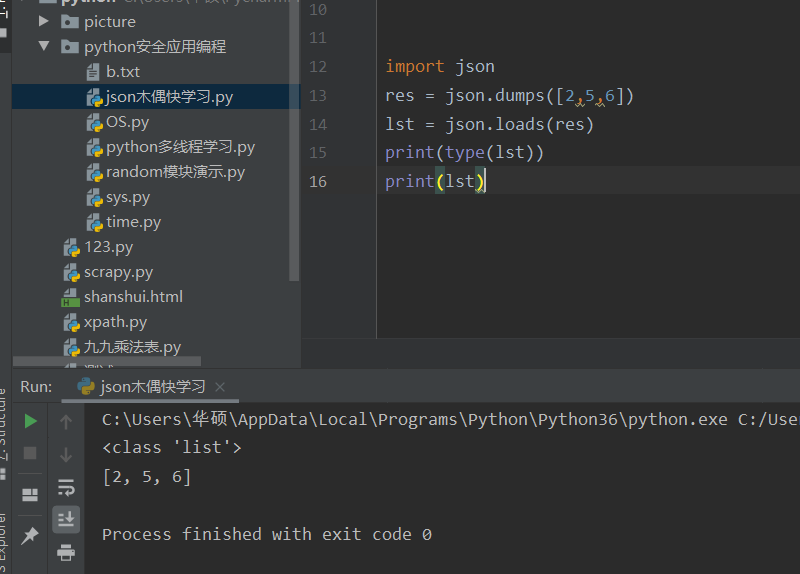 python
picture
python安全应用编程
b.txt
json木偶快学习.py
OS.py
python多线程学习.py
random模块演示.py
sys.py
time.py
123.py
scrapy.py
shanshui.html
xpath.py
九九乘法表.py
10
11
12 import json
13 res = json.dumps([2,5,6])
14 lst = json.loads(res)
15 print(type(lst))
16 print(lst)
Run: json木偶快学习
C:\Users\华硕\AppData\Local\Programs\Python\Python36\python.exe C:/User
<class 'list'>
[2, 5, 6]
Process finished with exit code 0
7: Structure
Explorer